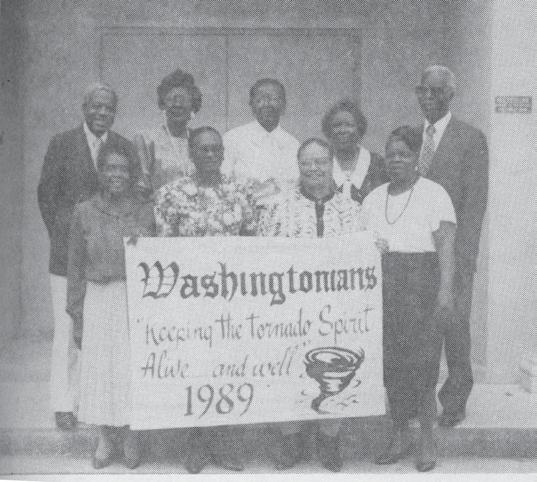 Washingtonians
"Keeping the tornado Spirit
Alive and well"
1989